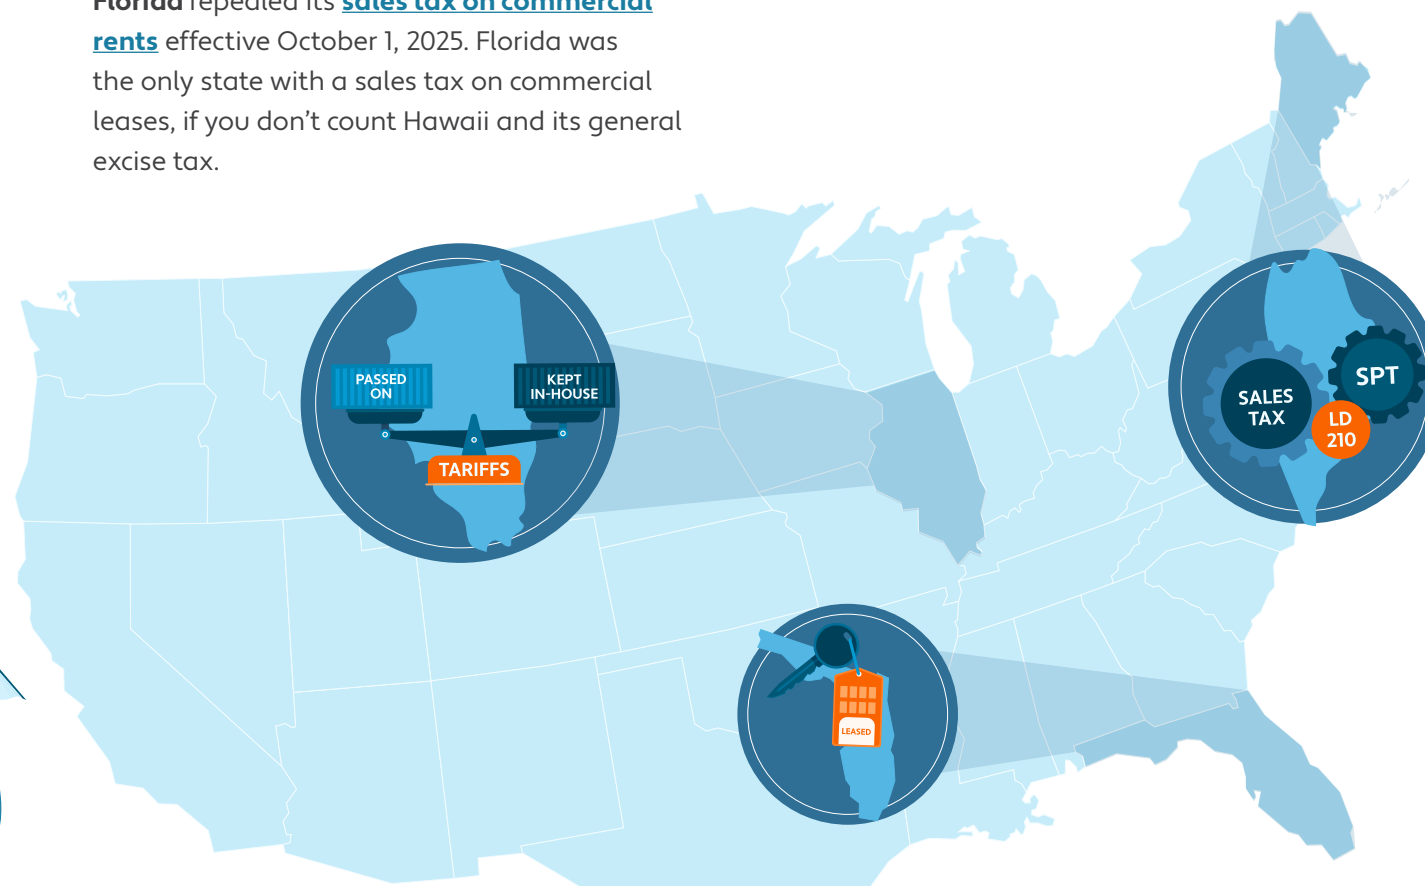 Florida repealed its sales tax on commercial
rents effective October 1, 2025. Florida was
the only state with a sales tax on commercial
leases, if you don’t count Hawaii and its general
excise tax.
PASSED
ON
KEPT
IN-HOUSE
TARIFFS
SALES
TAX
SPT
LD
210
LEASED